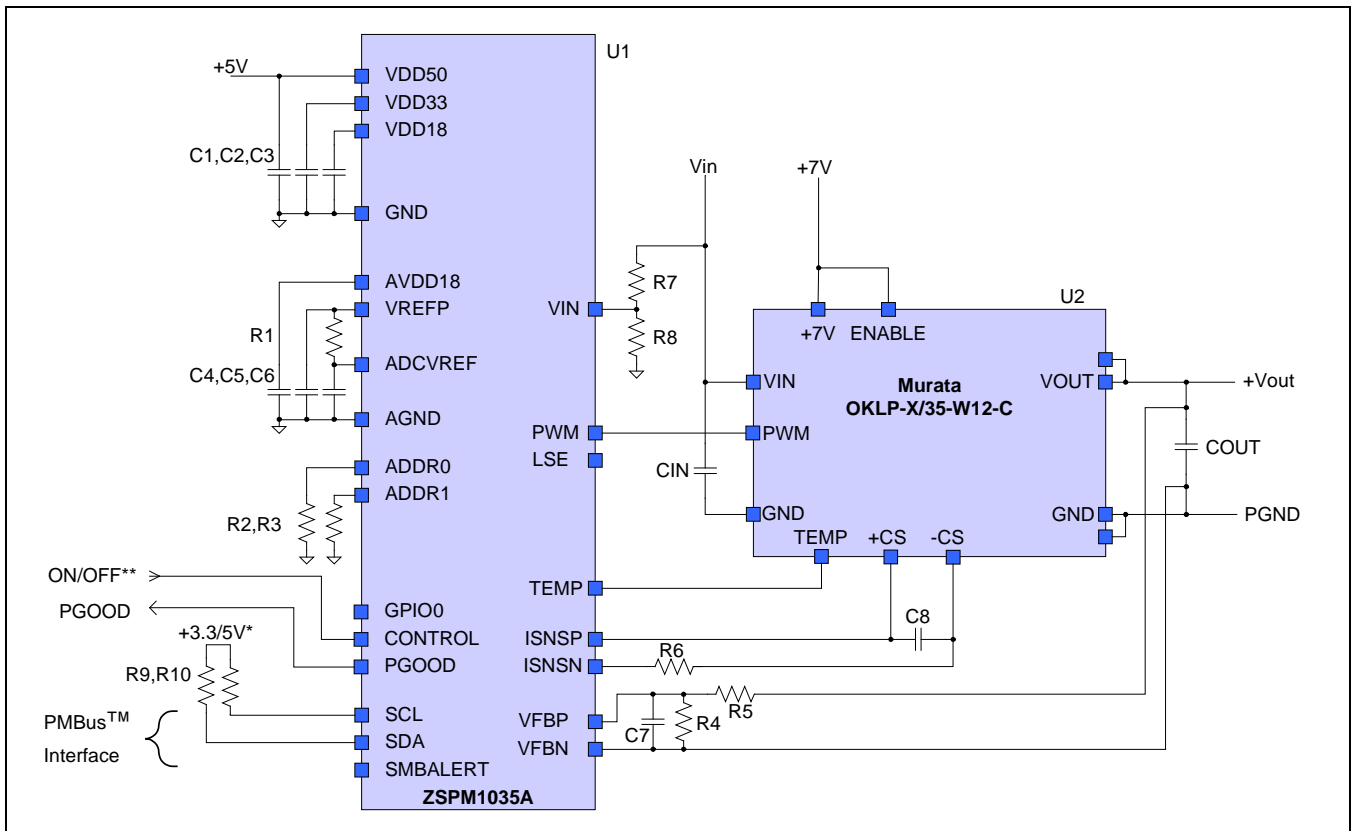 U1
+5V
VDD50
VDD33
VDD18
C1,C2,C3
GND
AVDD18
VREFP
R1
ADCVREF
C4,C5,C6
AGND
ADDR0
ADDR1
R2,R3
ON/OFF**
PGOOD
GPIO0
CONTROL
PGOOD
+3.3/5V*
R9,R10
SCL
SDA
SMBALERT
PMBus™
Interface
ZSPM1035A
VIN
PWM
LSE
TEMP
ISNSP
ISNSN
VFBP
VFBN
Vin
+7V
R7
R8
CIN
U2
+7V
ENABLE
VIN
VOUT
Murata
OKLP-X/35-W12-C
PWM
GND
GND
TEMP
+CS
-CS
+Vout
COUT
PGND
C8
R6
R5
C7
R4